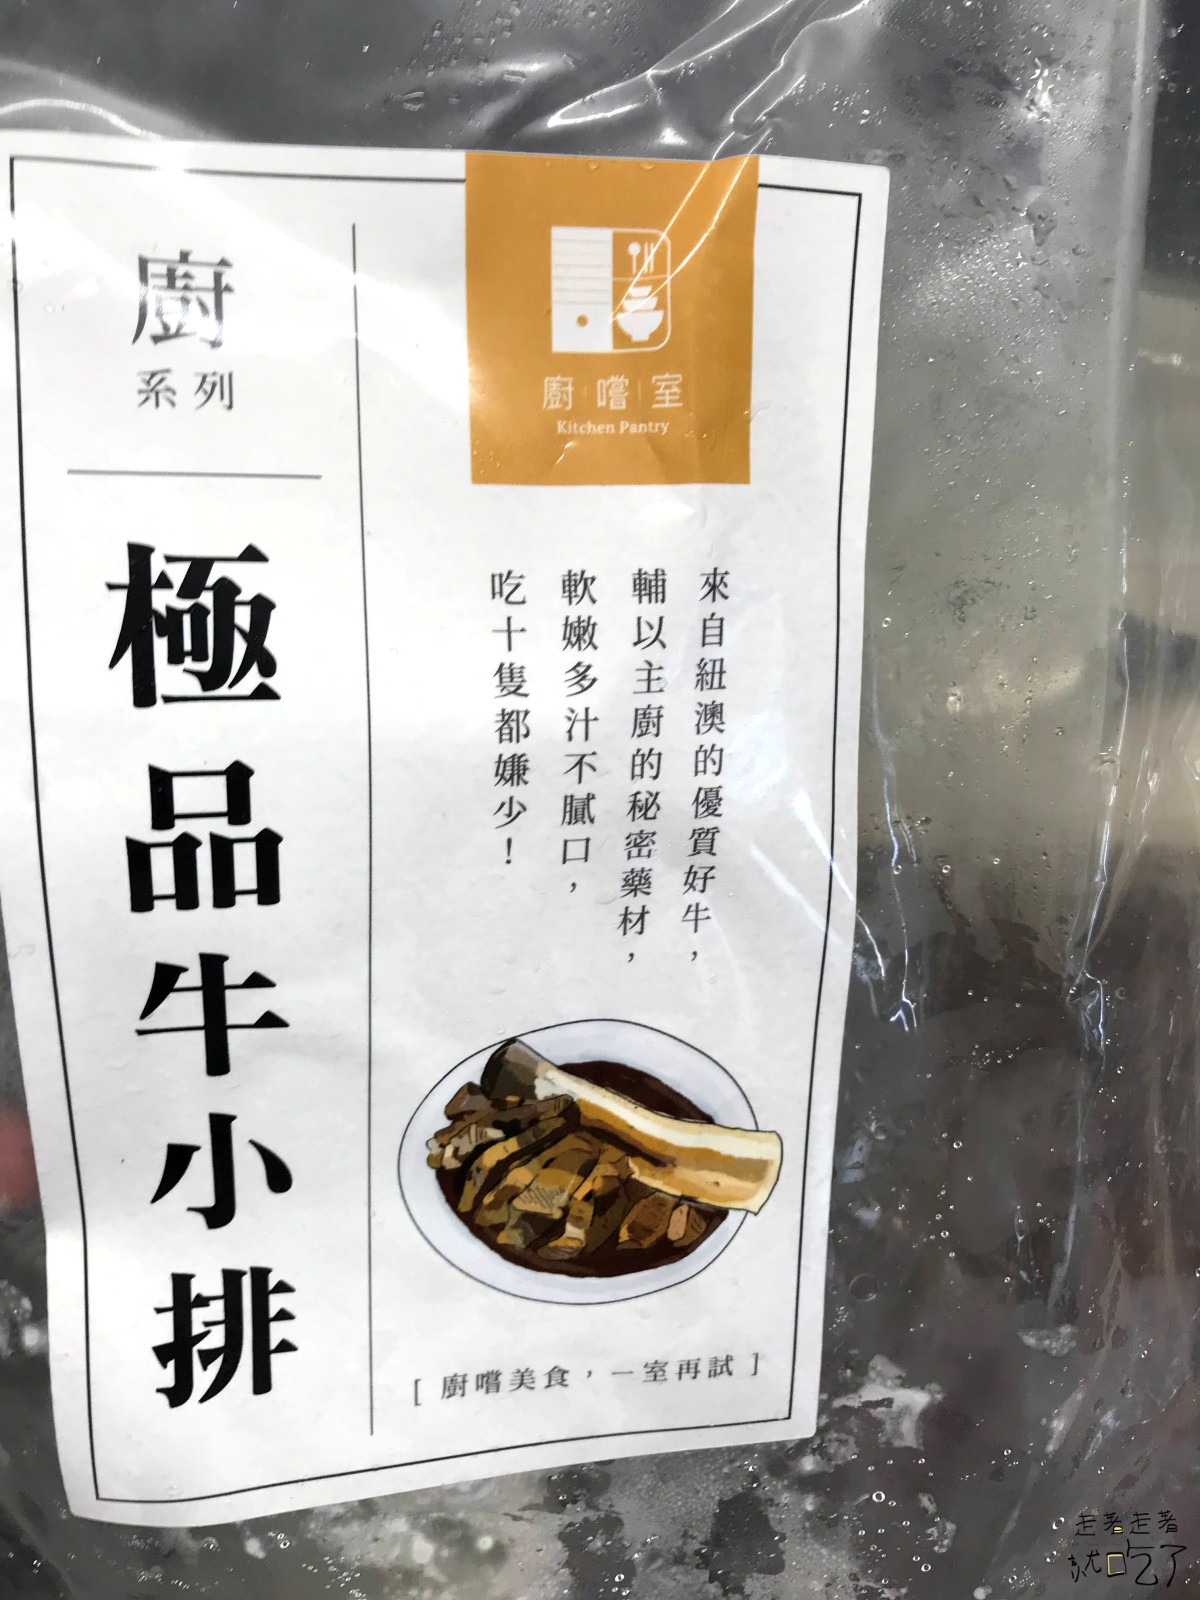 廚
系列
極品牛小排
廚嚐室
Kitchen Pantry
來自紐澳的優質好牛，
輔以主廚的秘密藥材，
軟嫩多汁不膩口，
吃十隻都嫌少！
[ 廚嚐美食，一室再試 ]
走著走著
就吃了